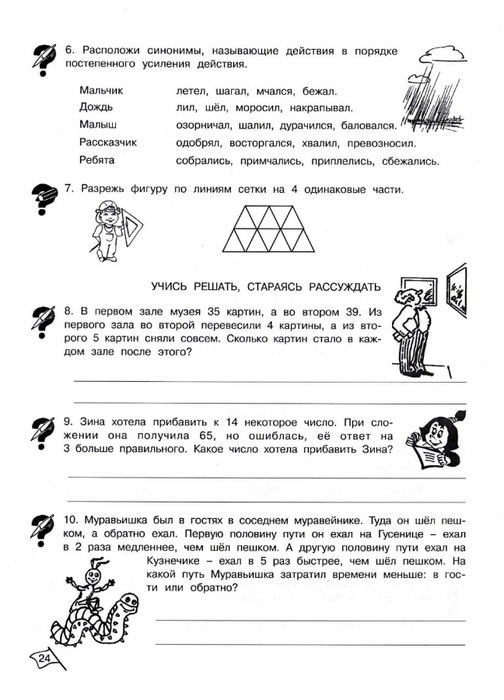 6. Расположи синонимы, называющие действия в порядке
постепенного усиления действия.
Мальчик летел, шагал, мчался, бежал.
Дождь лил, шёл, моросил, накрапывал.
Малыш озорничал, шалил, дурачился, баловался.
Рассказчик одобрял, восторгался, хвалил, превозносил.
Ребята собрались, примчались, приплелись, сбежались.
7. Разрежь фигуру по линиям сетки на 4 одинаковые части.
УЧИСЬ РЕШАТЬ, СТАРАЯСЬ РАССУЖДАТЬ
8. В первом зале музея 35 картин, а во втором 39. Из
первого зала во второй перевесили 4 картины, а из вто-
рого 5 картин сняли совсем. Сколько картин стало в каж-
дом зале после этого?
9. Зина хотела прибавить к 14 некоторое число. При сло-
жении она получила 65, но ошиблась, её ответ на
3 больше правильного. Какое число хотела прибавить Зина?
10. Муравьишка был в гостях в соседнем муравейнике. Туда он шёл пеш-
ком, а обратно ехал. Первую половину пути он ехал на Гусенице – ехал
в 2 раза медленнее, чем шёл пешком. А другую половину пути ехал на
Кузнечике – ехал в 5 раз быстрее, чем шёл пешком. На
какой путь Муравьишка затратил времени меньше: в гос-
ти или обратно?
24